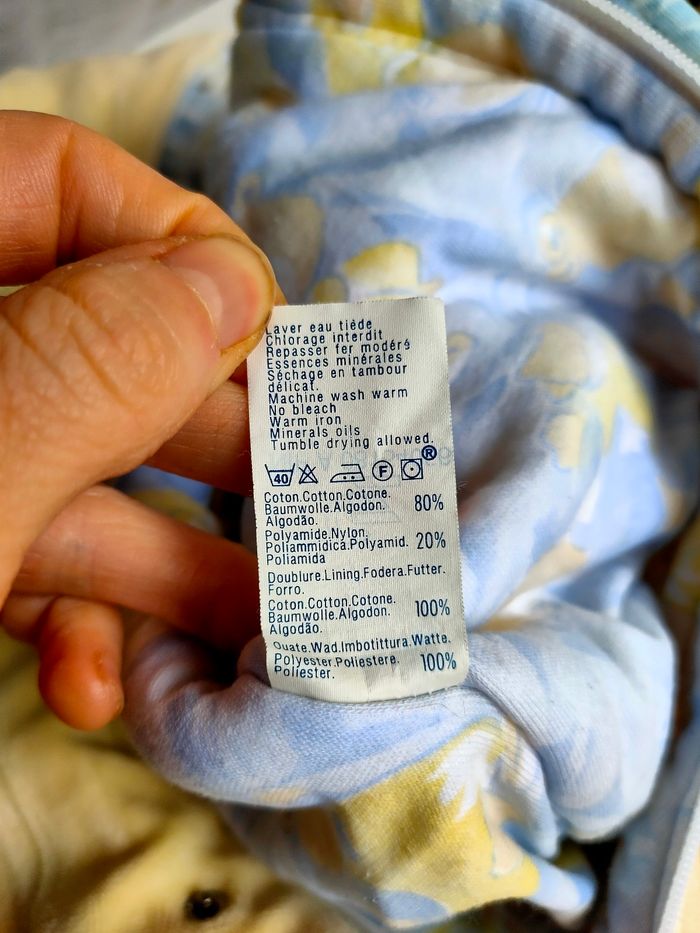 Laver eau tiède
Chlorage interdit
Repasser fer modéré
Essences minérales
Séchage en tambour
délicat.
Machine wash warm
No bleach
Warm iron
Minerals oils
Tumble drying allowed.
®
40 F
Coton.Cotton.Cotone.
Baumwolle.Algodon. 80%
Algodão.
Polyamide.Nylon.
Poliammidica.Polyamid. 20%
Poliamida
Doublure.Lining.Fodera.Futter.
Forro.
Coton.Cotton.Cotone.
Baumwolle.Algodon. 100%
Algodão.
Ouate.Wad.Imbotittura.Watte.
Polyester.Poliestere. 100%
Poliester.